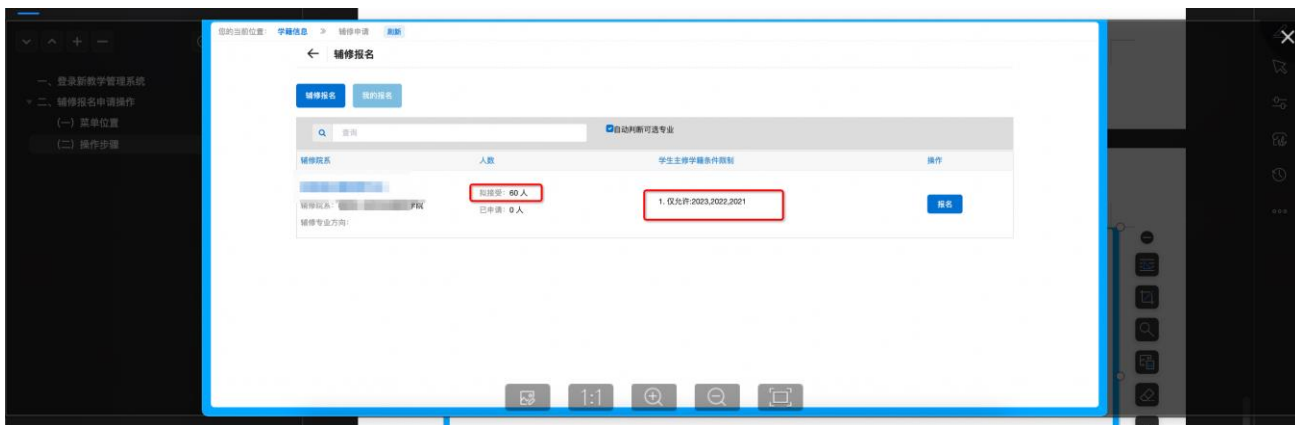 您的当前位置: 学籍信息 » 辅修申请 刷新
← 辅修报名
一、登录新教学管理系统
二、辅修报名申请操作
(一) 菜单位置
(二) 操作步骤
辅修报名 我的报名
查询 自动判断可选专业
辅修院系 人数 学生主修学籍条件限制 操作
拟接受: 60 人
辅修院系: 学院 已申请: 0 人 1. 仅允许:2023,2022,2021 报名
辅修专业方向:
1:1